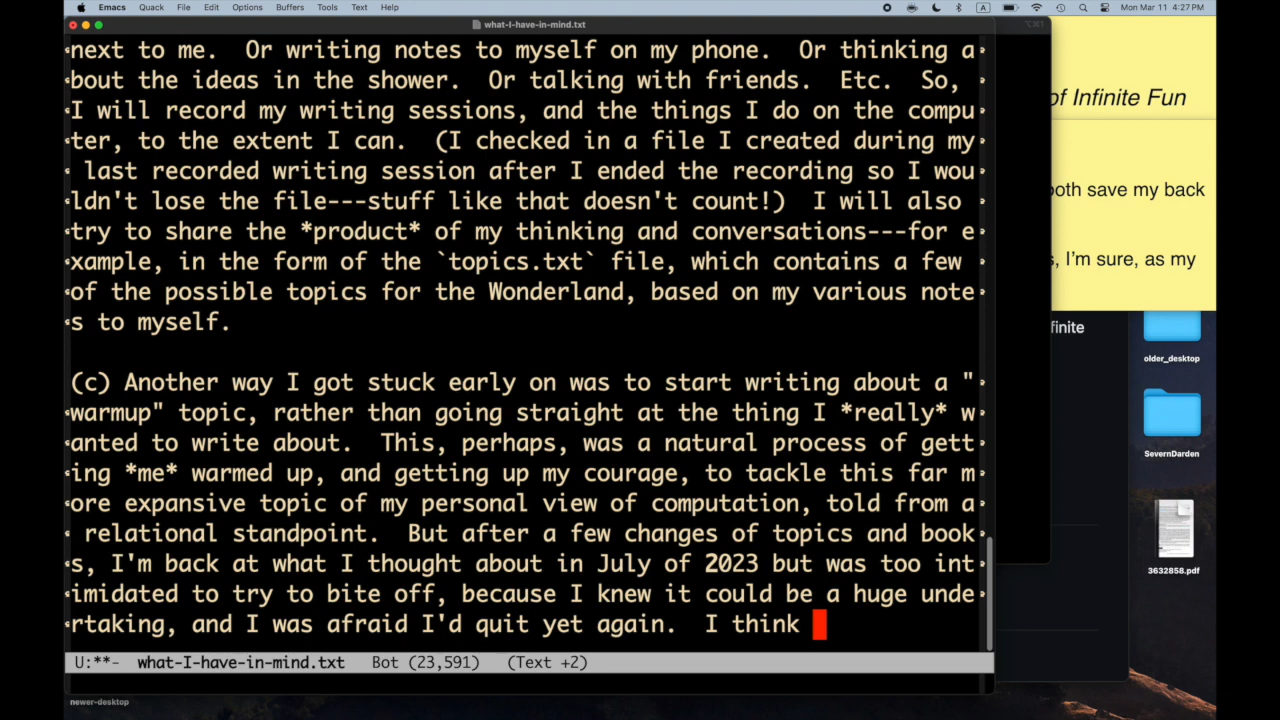 Emacs Quack File Edit Options Buffers Tools Text Help A Mon Mar 11 4:27 PM
what-I-have-in-mind.txt
next to me.  Or writing notes to myself on my phone.  Or thinking a
bout the ideas in the shower.  Or talking with friends.  Etc.  So,
I will record my writing sessions, and the things I do on the compu
ter, to the extent I can.  (I checked in a file I created during my
 last recorded writing session after I ended the recording so I wou
ldn't lose the file---stuff like that doesn't count!)  I will also
try to share the *product* of my thinking and conversations---for e
xample, in the form of the `topics.txt` file, which contains a few
of the possible topics for the Wonderland, based on my various note
s to myself.
(c) Another way I got stuck early on was to start writing about a "
warmup" topic, rather than going straight at the thing I *really* w
anted to write about.  This, perhaps, was a natural process of gett
ing *me* warmed up, and getting up my courage, to tackle this far m
ore expansive topic of my personal view of computation, told from a
 relational standpoint.  But after a few changes of topics and book
s, I'm back at what I thought about in July of 2023 but was too int
imidated to try to bite off, because I knew it could be a huge unde
rtaking, and I was afraid I'd quit yet again.  I think
U:**-  what-I-have-in-mind.txt   Bot (23,591)   (Text +2)
of Infinite Fun
both save my back
s, I'm sure, as my
finite
older_desktop
SevernDarden
3632858.pdf
newer-desktop